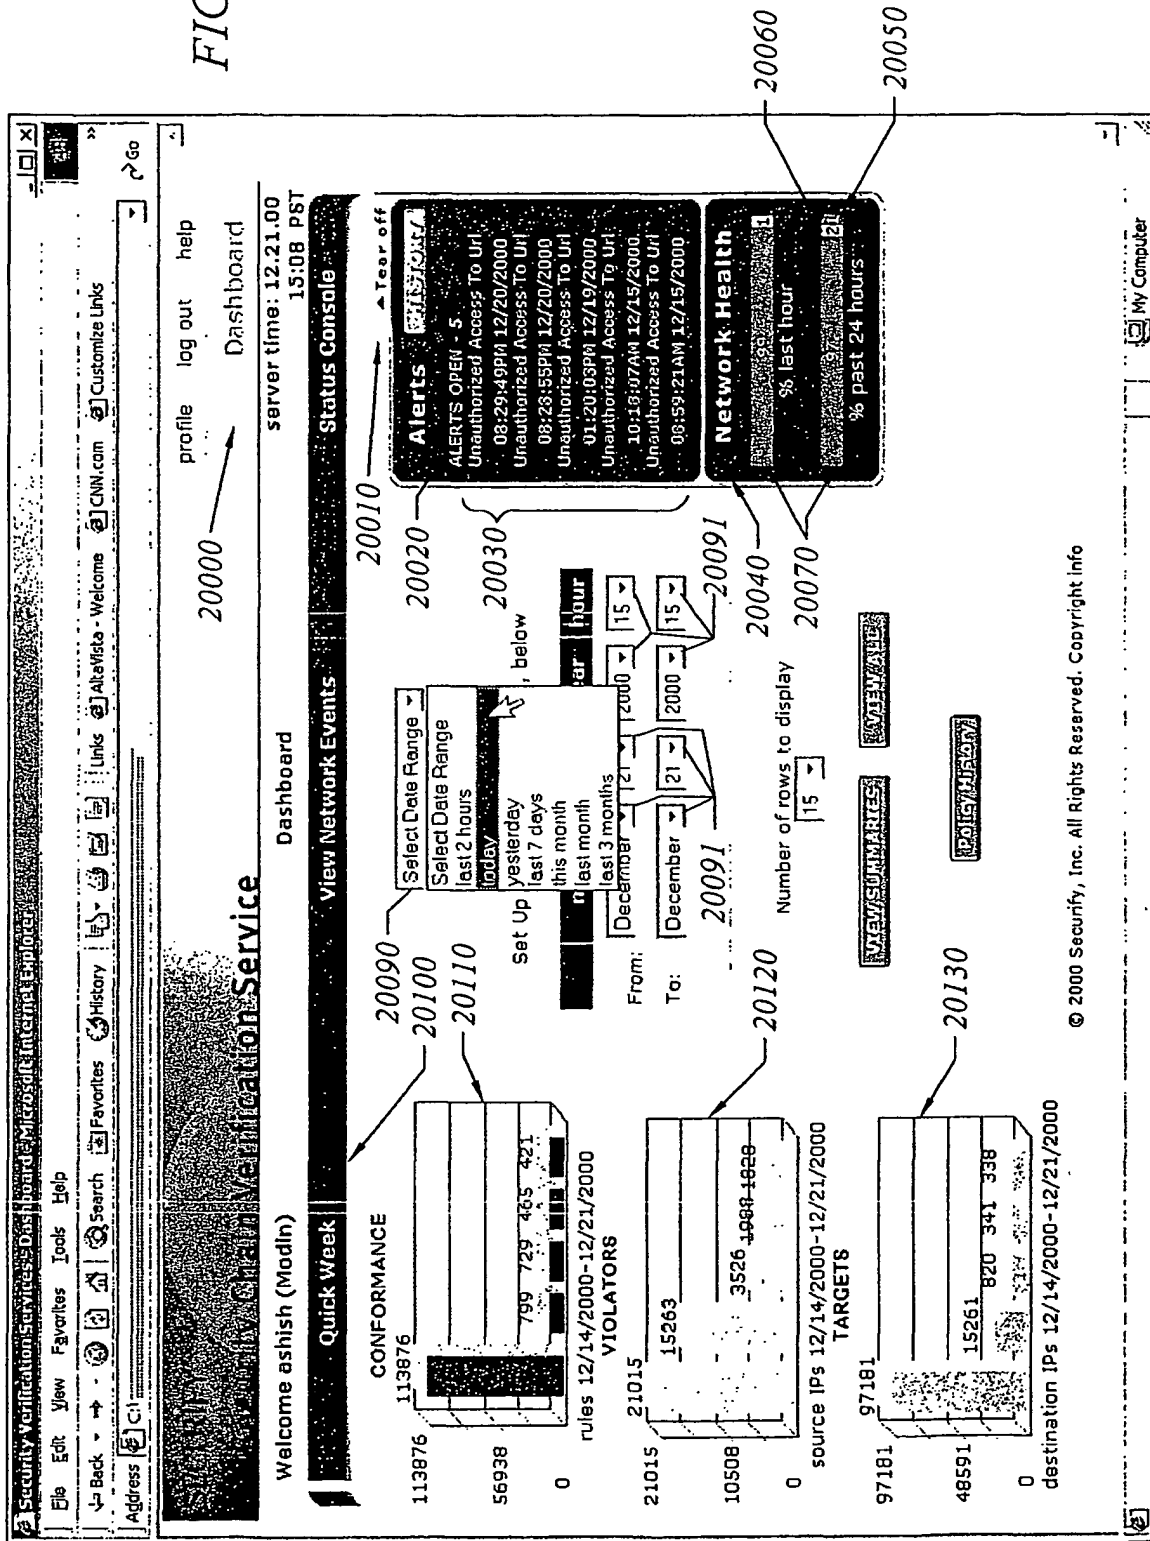 FIG
Security Verification Services: Dashboard - Microsoft Internet Explorer
File Edit View Favorites Tools Help
Back Search Favorites History Links AltaVista - Welcome CNN.com Customize Links
Address C:\ Go
Verification Service
profile log out help
20000
Dashboard
Welcome ashish (ModIn) Dashboard server time: 12.21.00
15:08 PST
Quick Week View Network Events Status Console
20010
Tear off
20090
20100
20110
CONFORMANCE
113876
113876
56938
0
799 729 465 421
rules 12/14/2000-12/21/2000
VIOLATORS
21015
21015
10508
0
15263
3526 1988 1828
20120
source IPs 12/14/2000-12/21/2000
TARGETS
97181
97181
48591
0
15261
820 341 338
20130
destination IPs 12/14/2000-12/21/2000
Select Date Range
Select Date Range
last 2 hours
today
yesterday
last 7 days
this month
last month
last 3 months
Set Up , below
hour
From: December 21 2000 15
To: December 21 2000 15
20091
20091
Number of rows to display
15
VIEW SUMMARIES VIEW ALL
Policy History
20020
Alerts
20030
ALERTS OPEN - 5
Unauthorized Access To Url
08:29:49PM 12/20/2000
Unauthorized Access To Url
08:26:55PM 12/20/2000
Unauthorized Access To Url
01:20:03PM 12/19/2000
Unauthorized Access To Url
10:18:07AM 12/15/2000
Unauthorized Access To Url
08:59:21AM 12/15/2000
20040
Network Health
20060
99 1
% last hour
20070
21
% past 24 hours
20050
© 2000 Securify, Inc. All Rights Reserved. Copyright Info
My Computer